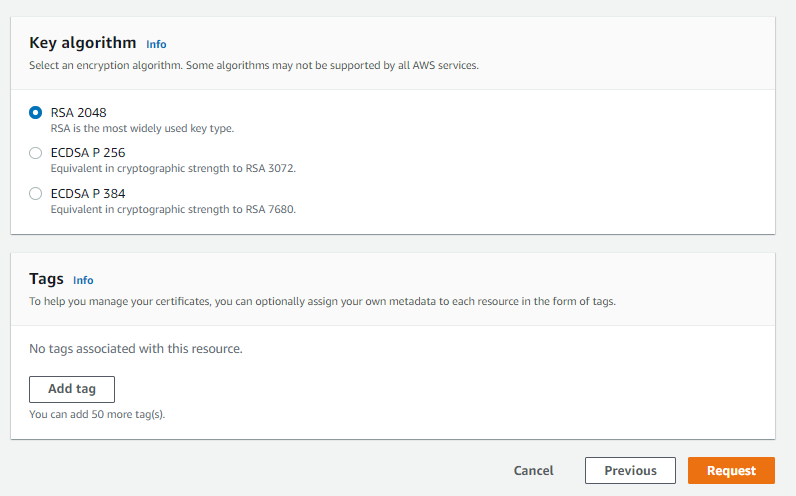 Key algorithm Info
Select an encryption algorithm. Some algorithms may not be supported by all AWS services.
RSA 2048
RSA is the most widely used key type.
ECDSA P 256
Equivalent in cryptographic strength to RSA 3072.
ECDSA P 384
Equivalent in cryptographic strength to RSA 7680.
Tags Info
To help you manage your certificates, you can optionally assign your own metadata to each resource in the form of tags.
No tags associated with this resource.
Add tag
You can add 50 more tag(s).
Cancel Previous Request